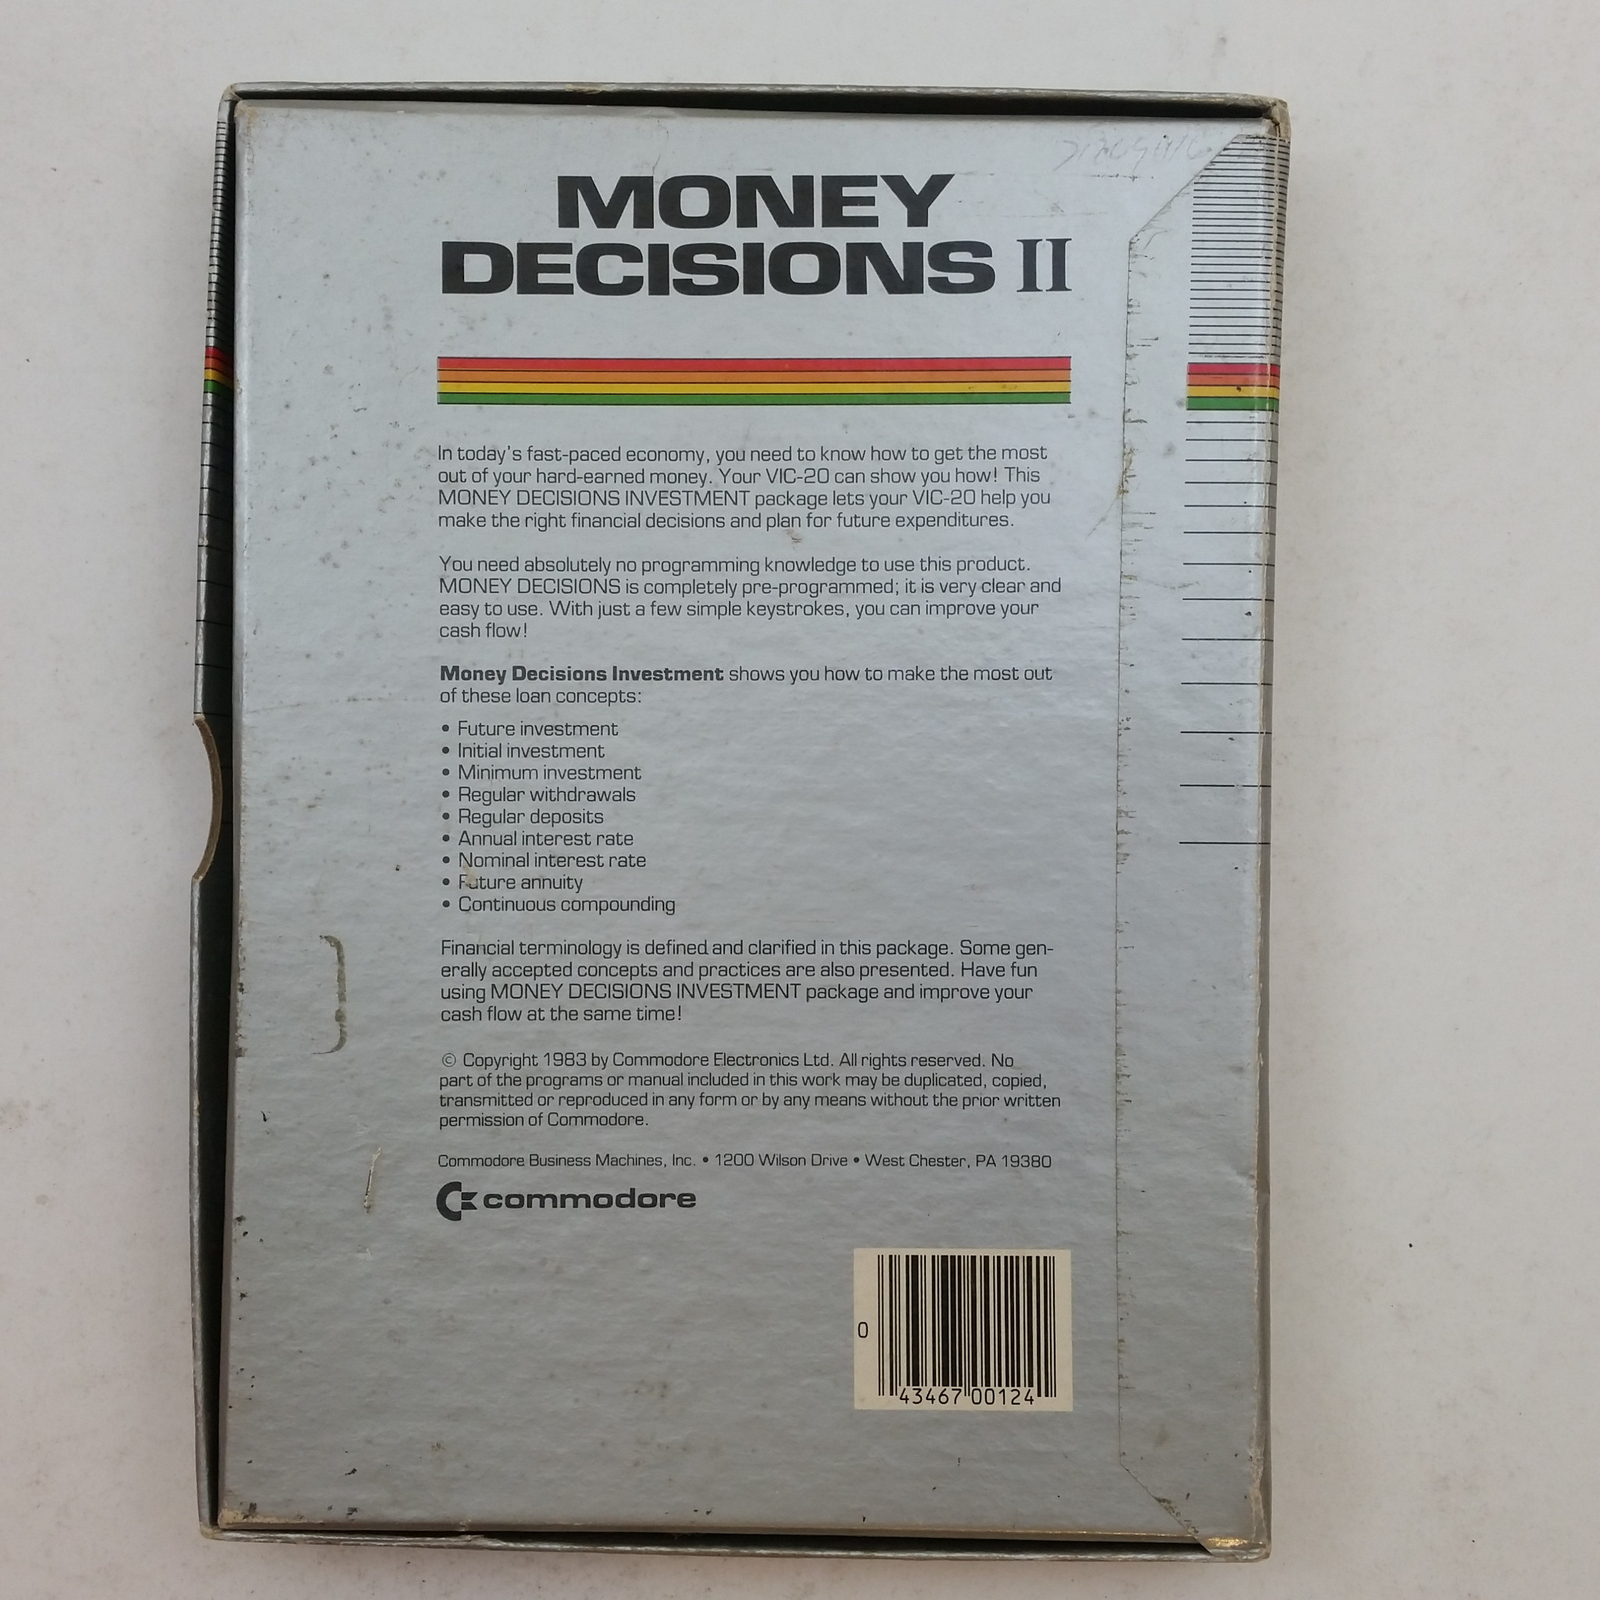 MONEY
DECISIONS II
In today's fast-paced economy, you need to know how to get the most
out of your hard-earned money. Your VIC-20 can show you how! This
MONEY DECISIONS INVESTMENT package lets your VIC-20 help you
make the right financial decisions and plan for future expenditures.
You need absolutely no programming knowledge to use this product.
MONEY DECISIONS is completely pre-programmed; it is very clear and
easy to use. With just a few simple keystrokes, you can improve your
cash flow!
Money Decisions Investment shows you how to make the most out
of these loan concepts:
• Future investment
• Initial investment
• Minimum investment
• Regular withdrawals
• Regular deposits
• Annual interest rate
• Nominal interest rate
• Future annuity
• Continuous compounding
Financial terminology is defined and clarified in this package. Some gen-
erally accepted concepts and practices are also presented. Have fun
using MONEY DECISIONS INVESTMENT package and improve your
cash flow at the same time!
© Copyright 1983 by Commodore Electronics Ltd. All rights reserved. No
part of the programs or manual included in this work may be duplicated, copied,
transmitted or reproduced in any form or by any means without the prior written
permission of Commodore.
Commodore Business Machines, Inc. • 1200 Wilson Drive • West Chester, PA 19380
commodore
0 43467 00124